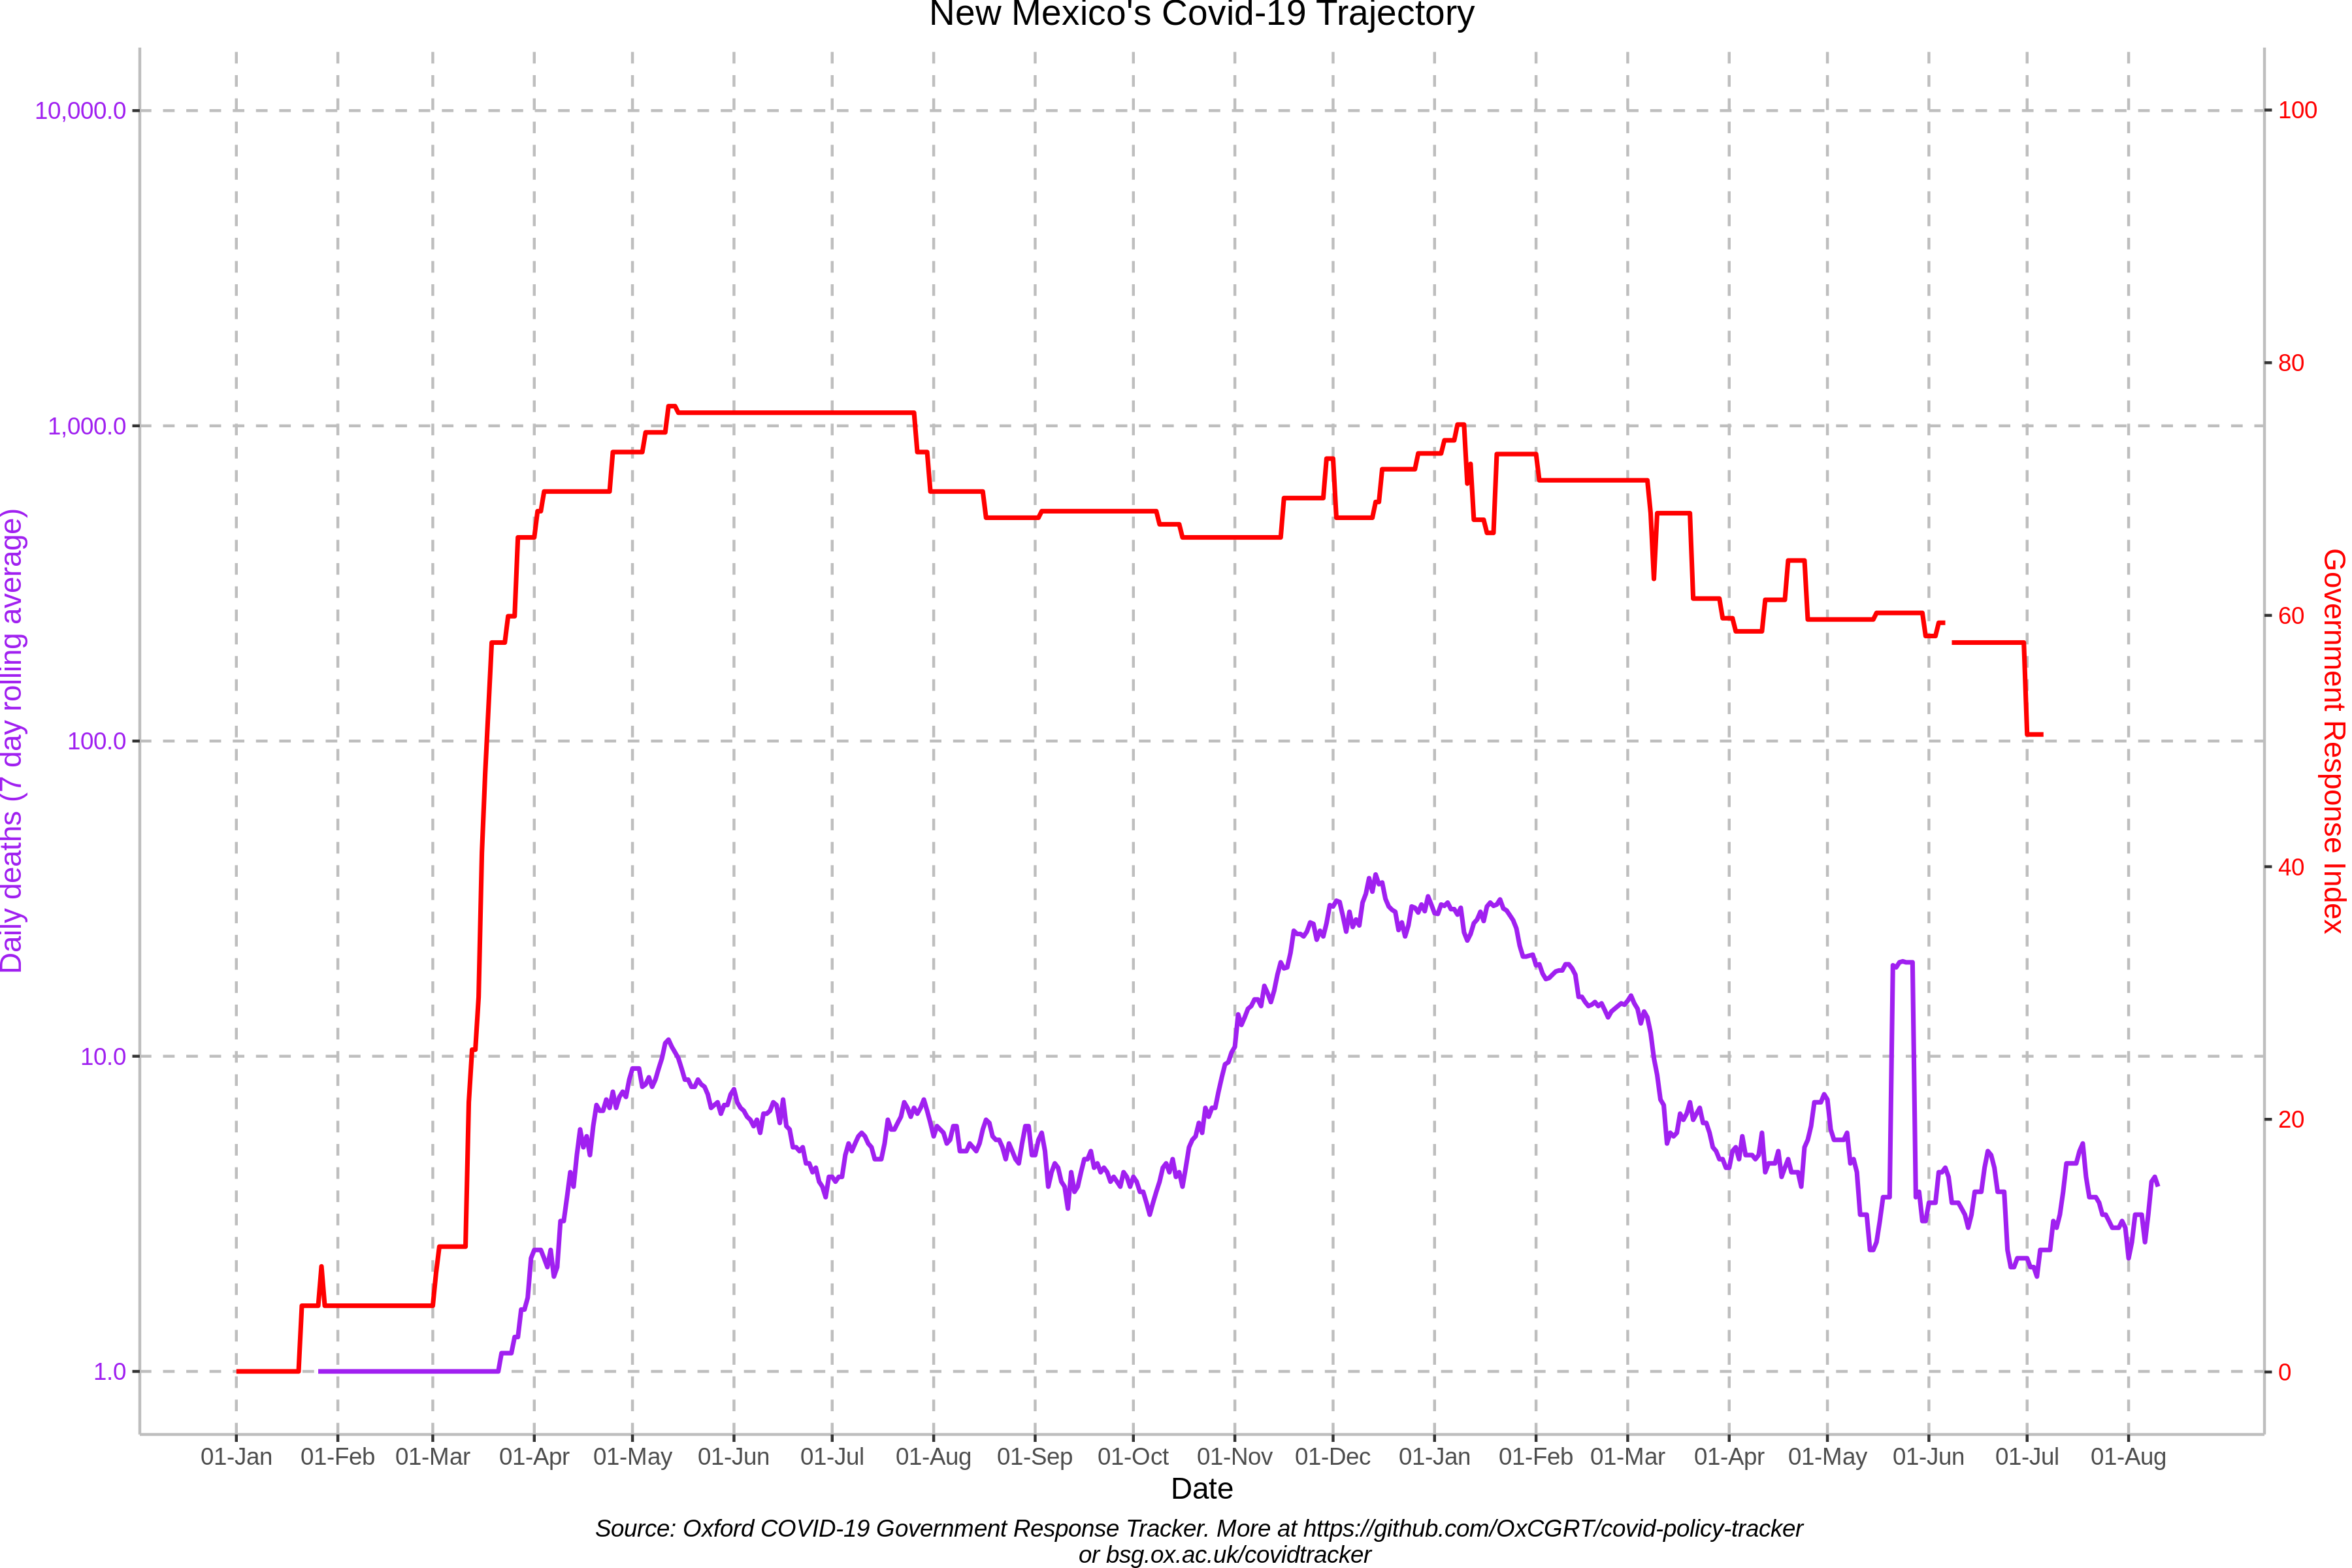 New Mexico's Covid-19 Trajectory
10,000.0
1,000.0
100.0
10.0
1.0
Daily deaths (7 day rolling average)
100
80
60
40
20
0
Government Response Index
01-Jan 01-Feb 01-Mar 01-Apr 01-May 01-Jun 01-Jul 01-Aug 01-Sep 01-Oct 01-Nov 01-Dec 01-Jan 01-Feb 01-Mar 01-Apr 01-May 01-Jun 01-Jul 01-Aug
Date
Source: Oxford COVID-19 Government Response Tracker. More at https://github.com/OxCGRT/covid-policy-tracker
or bsg.ox.ac.uk/covidtracker